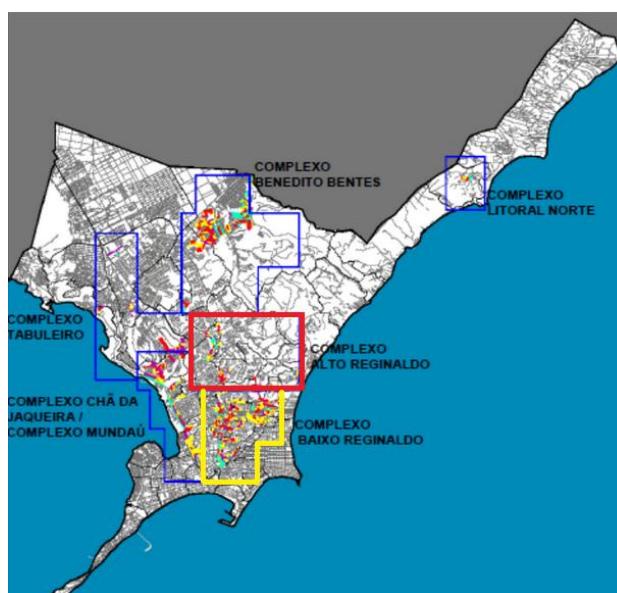 COMPLEXO
BENEDITO BENTES
COMPLEXO
LITORAL NORTE
COMPLEXO
TABULEIRO
COMPLEXO
ALTO REGINALDO
COMPLEXO CHÃ DA
JAQUEIRA /
COMPLEXO MUNDAÚ
COMPLEXO
BAIXO REGINALDO